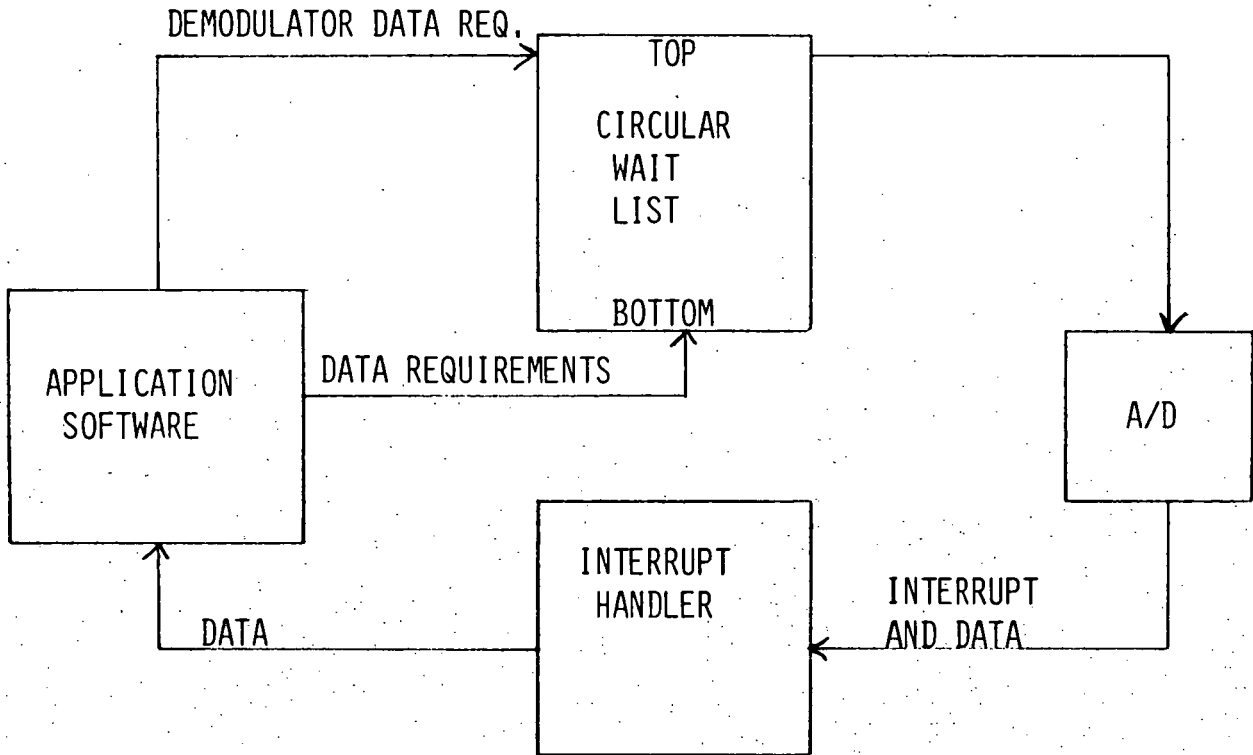 DEMODULATOR DATA REQ.
TOP
CIRCULAR
WAIT
LIST
BOTTOM
DATA REQUIREMENTS
APPLICATION
SOFTWARE
A/D
INTERRUPT
HANDLER
INTERRUPT
AND DATA
DATA